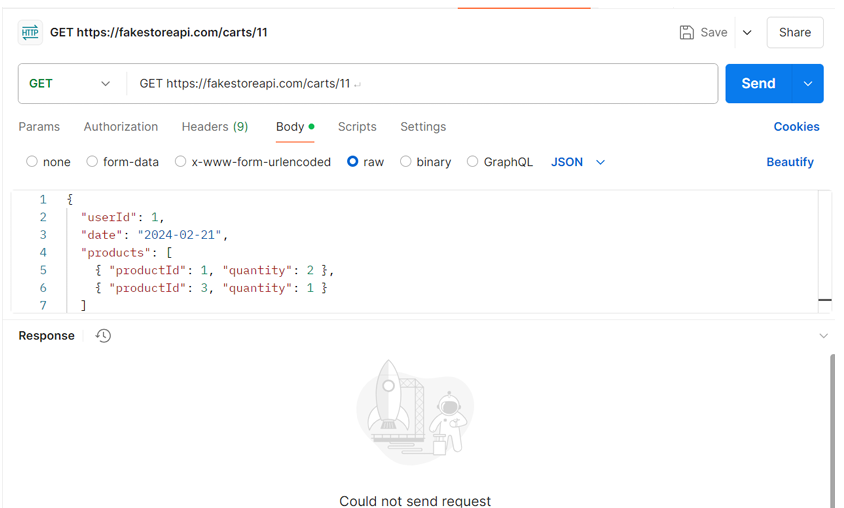 HTTP GET https://fakestoreapi.com/carts/11 Save Share
GET GET https://fakestoreapi.com/carts/11 ↵ Send
Params Authorization Headers (9) Body Scripts Settings Cookies
none form-data x-www-form-urlencoded raw binary GraphQL JSON Beautify
1 {
2 "userId": 1,
3 "date": "2024-02-21",
4 "products": [
5 { "productId": 1, "quantity": 2 },
6 { "productId": 3, "quantity": 1 }
7 ]
Response
Could not send request